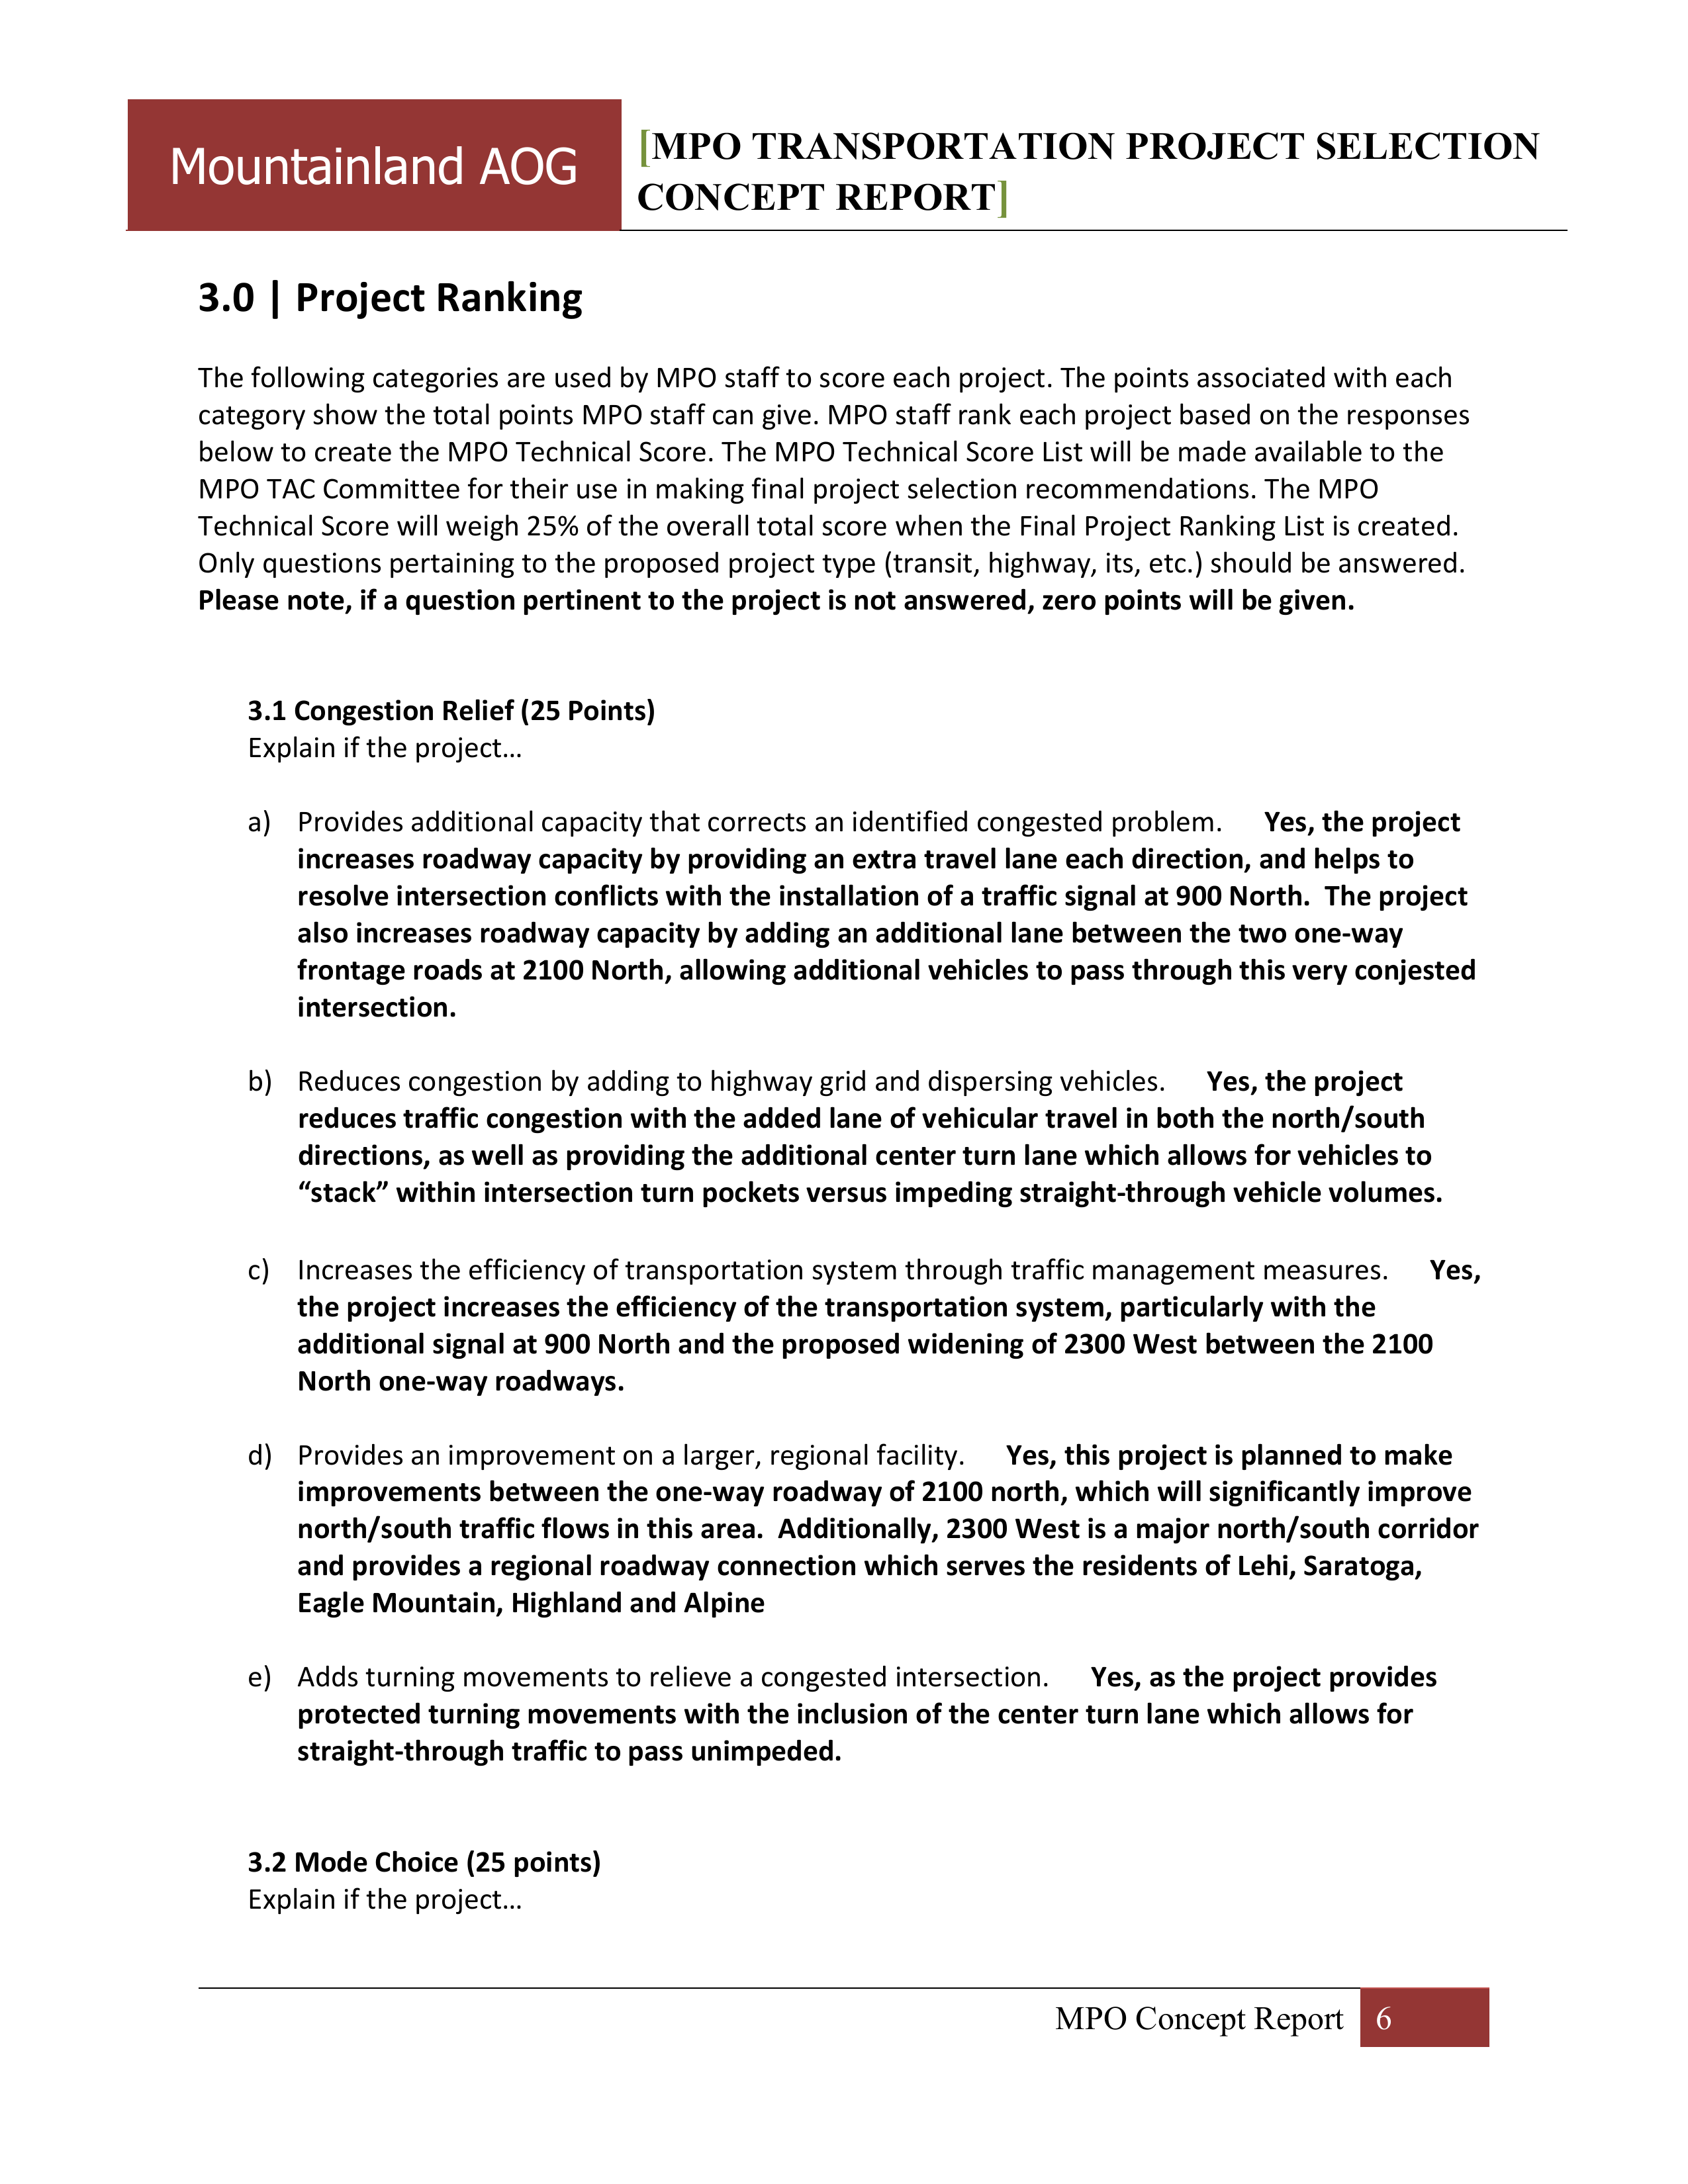 Mountainland AOG
[MPO TRANSPORTATION PROJECT SELECTION
CONCEPT REPORT]
3.0 | Project Ranking
The following categories are used by MPO staff to score each project. The points associated with each
category show the total points MPO staff can give. MPO staff rank each project based on the responses
below to create the MPO Technical Score. The MPO Technical Score List will be made available to the
MPO TAC Committee for their use in making final project selection recommendations. The MPO
Technical Score will weigh 25% of the overall total score when the Final Project Ranking List is created.
Only questions pertaining to the proposed project type (transit, highway, its, etc.) should be answered.
Please note, if a question pertinent to the project is not answered, zero points will be given.
3.1 Congestion Relief (25 Points)
Explain if the project…
a) Provides additional capacity that corrects an identified congested problem. Yes, the project
increases roadway capacity by providing an extra travel lane each direction, and helps to
resolve intersection conflicts with the installation of a traffic signal at 900 North. The project
also increases roadway capacity by adding an additional lane between the two one-way
frontage roads at 2100 North, allowing additional vehicles to pass through this very conjested
intersection.
b) Reduces congestion by adding to highway grid and dispersing vehicles. Yes, the project
reduces traffic congestion with the added lane of vehicular travel in both the north/south
directions, as well as providing the additional center turn lane which allows for vehicles to
“stack” within intersection turn pockets versus impeding straight-through vehicle volumes.
c) Increases the efficiency of transportation system through traffic management measures. Yes,
the project increases the efficiency of the transportation system, particularly with the
additional signal at 900 North and the proposed widening of 2300 West between the 2100
North one-way roadways.
d) Provides an improvement on a larger, regional facility. Yes, this project is planned to make
improvements between the one-way roadway of 2100 north, which will significantly improve
north/south traffic flows in this area. Additionally, 2300 West is a major north/south corridor
and provides a regional roadway connection which serves the residents of Lehi, Saratoga,
Eagle Mountain, Highland and Alpine
e) Adds turning movements to relieve a congested intersection. Yes, as the project provides
protected turning movements with the inclusion of the center turn lane which allows for
straight-through traffic to pass unimpeded.
3.2 Mode Choice (25 points)
Explain if the project…
MPO Concept Report 6